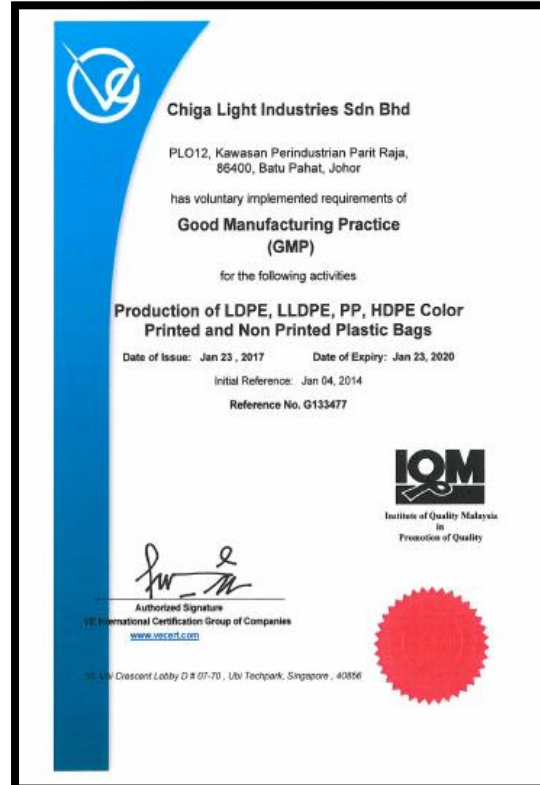 Chiga Light Industries Sdn Bhd
PLO12, Kawasan Perindustrian Parit Raja,
86400, Batu Pahat, Johor
has voluntary implemented requirements of
Good Manufacturing Practice
(GMP)
for the following activities
Production of LDPE, LLDPE, PP, HDPE Color
Printed and Non Printed Plastic Bags
Date of Issue: Jan 23 , 2017 Date of Expiry: Jan 23, 2020
Initial Reference: Jan 04, 2014
Reference No. G133477
IQM
Institute of Quality Malaysia
in
Promotion of Quality
Authorized Signature
VE International Certification Group of Companies
www.vecert.com
10, Ubi Crescent Lobby D # 07-70 , Ubi Techpark, Singapore , 40856